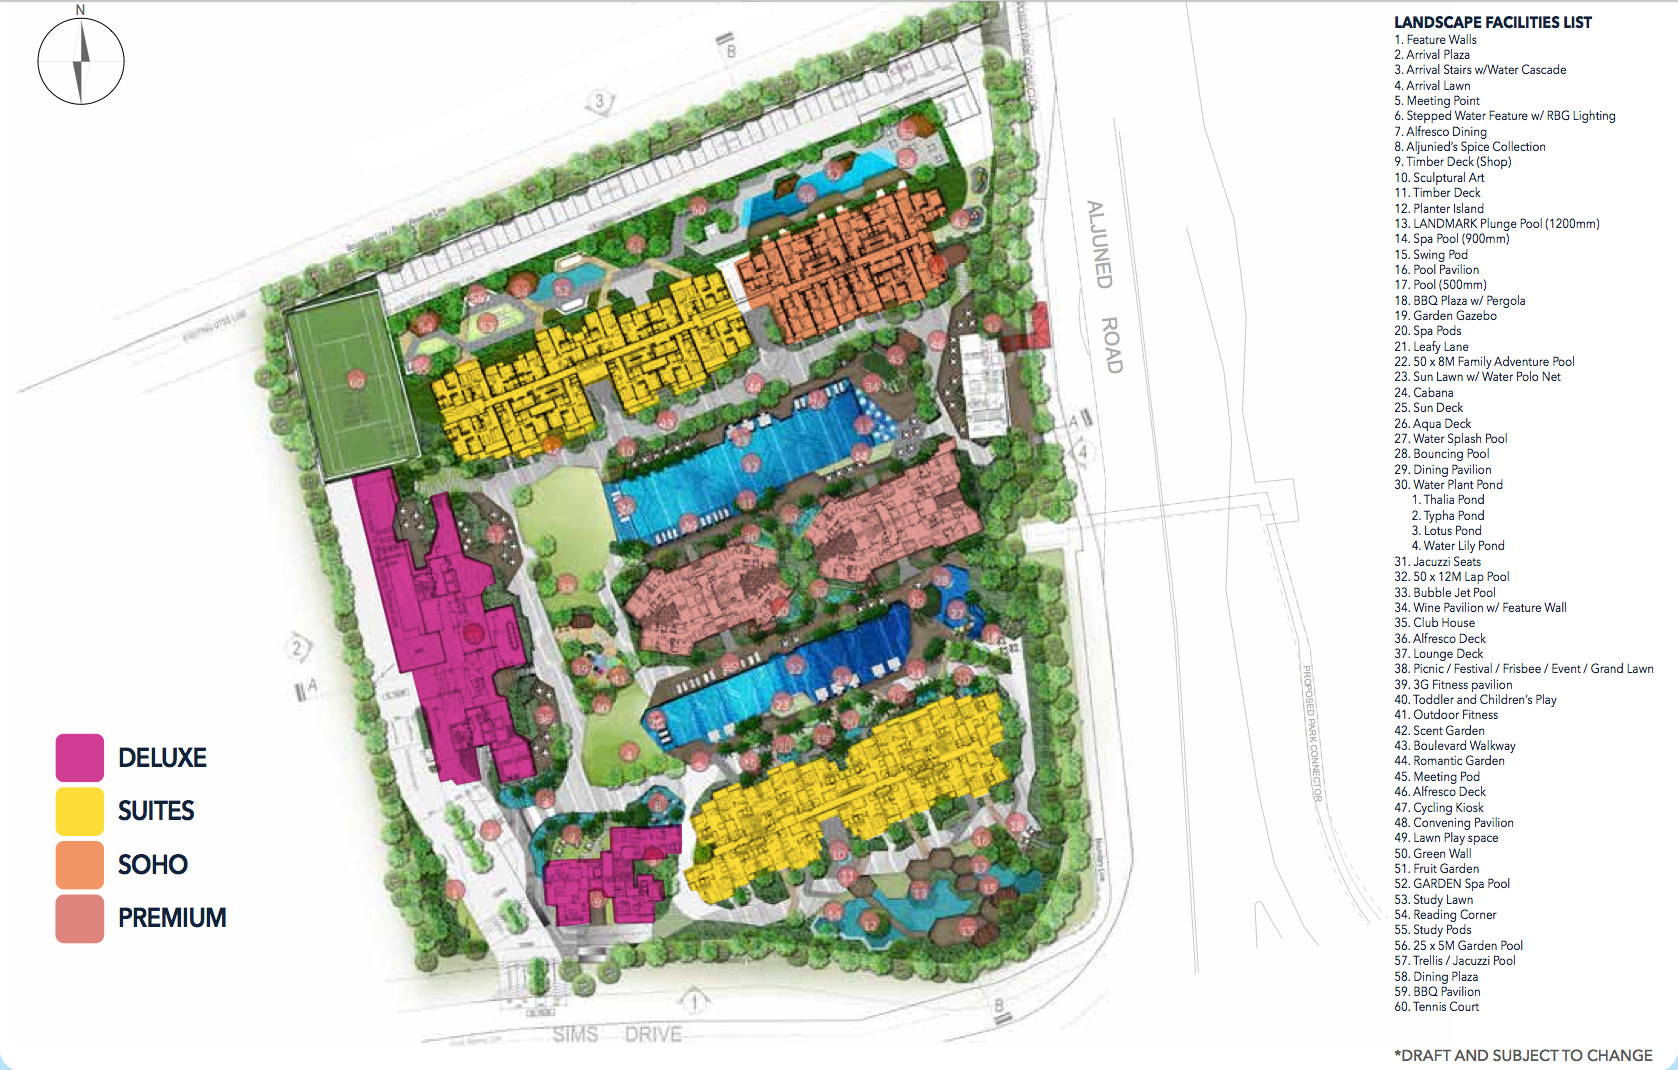 N
B
3
ALJUNED ROAD
A
4
2
A
PROPOSED PARK CONNECTOR
Boundary Line
1
B
SIMS DRIVE
DELUXE
SUITES
SOHO
PREMIUM
LANDSCAPE FACILITIES LIST
1. Feature Walls
2. Arrival Plaza
3. Arrival Stairs w/Water Cascade
4. Arrival Lawn
5. Meeting Point
6. Stepped Water Feature w/ RBG Lighting
7. Alfresco Dining
8. Aljunied's Spice Collection
9. Timber Deck (Shop)
10. Sculptural Art
11. Timber Deck
12. Planter Island
13. LANDMARK Plunge Pool (1200mm)
14. Spa Pool (900mm)
15. Swing Pod
16. Pool Pavilion
17. Pool (500mm)
18. BBQ Plaza w/ Pergola
19. Garden Gazebo
20. Spa Pods
21. Leafy Lane
22. 50 x 8M Family Adventure Pool
23. Sun Lawn w/ Water Polo Net
24. Cabana
25. Sun Deck
26. Aqua Deck
27. Water Splash Pool
28. Bouncing Pool
29. Dining Pavilion
30. Water Plant Pond
1. Thalia Pond
2. Typha Pond
3. Lotus Pond
4. Water Lily Pond
31. Jacuzzi Seats
32. 50 x 12M Lap Pool
33. Bubble Jet Pool
34. Wine Pavilion w/ Feature Wall
35. Club House
36. Alfresco Deck
37. Lounge Deck
38. Picnic / Festival / Frisbee / Event / Grand Lawn
39. 3G Fitness pavilion
40. Toddler and Children's Play
41. Outdoor Fitness
42. Scent Garden
43. Boulevard Walkway
44. Romantic Garden
45. Meeting Pod
46. Alfresco Deck
47. Cycling Kiosk
48. Convening Pavilion
49. Lawn Play space
50. Green Wall
51. Fruit Garden
52. GARDEN Spa Pool
53. Study Lawn
54. Reading Corner
55. Study Pods
56. 25 x 5M Garden Pool
57. Trellis / Jacuzzi Pool
58. Dining Plaza
59. BBQ Pavilion
60. Tennis Court
*DRAFT AND SUBJECT TO CHANGE